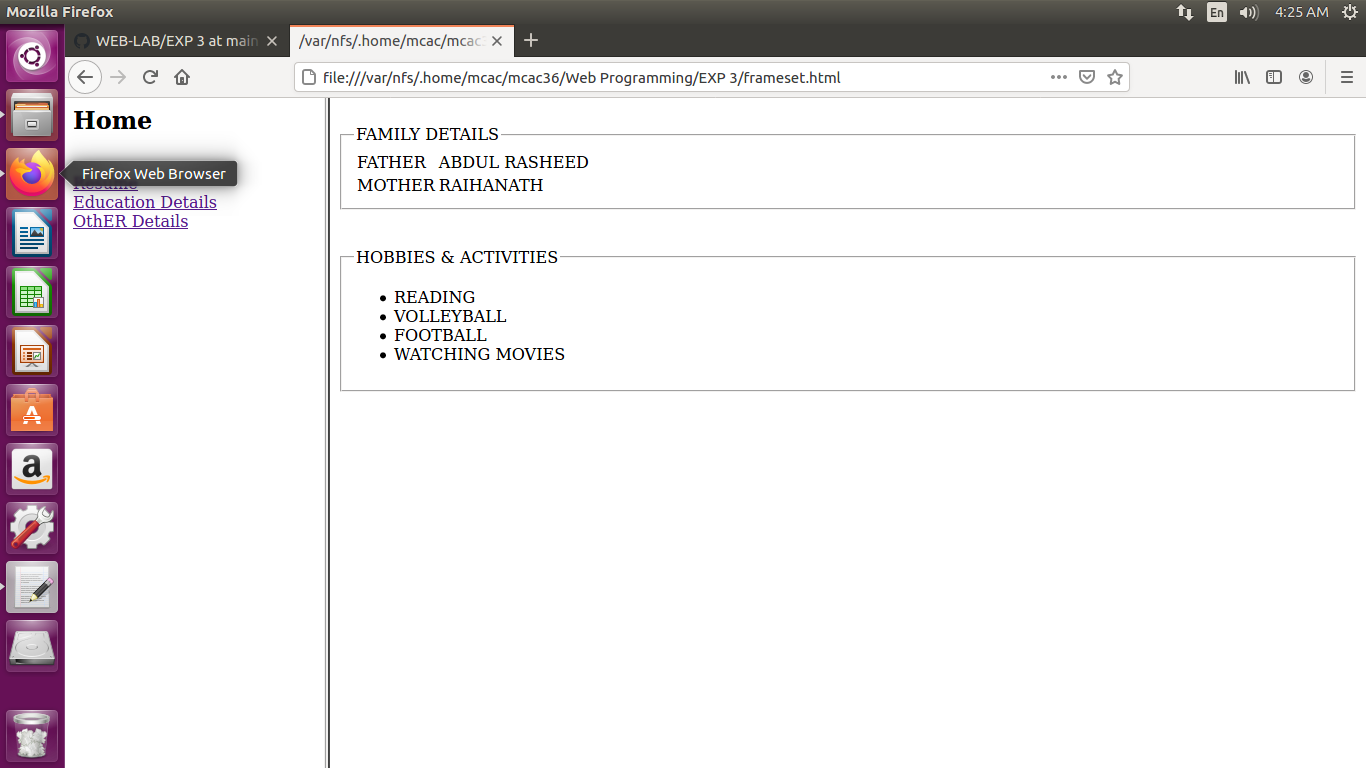 Mozilla Firefox
En
4:25 AM
WEB-LAB/EXP 3 at main
/var/nfs/.home/mcac/mcac
file:///var/nfs/.home/mcac/mcac36/Web Programming/EXP 3/frameset.html
Home
Firefox Web Browser
Resume
Education Details
OthER Details
FAMILY DETAILS
FATHER ABDUL RASHEED
MOTHER RAIHANATH
HOBBIES & ACTIVITIES
READING
VOLLEYBALL
FOOTBALL
WATCHING MOVIES